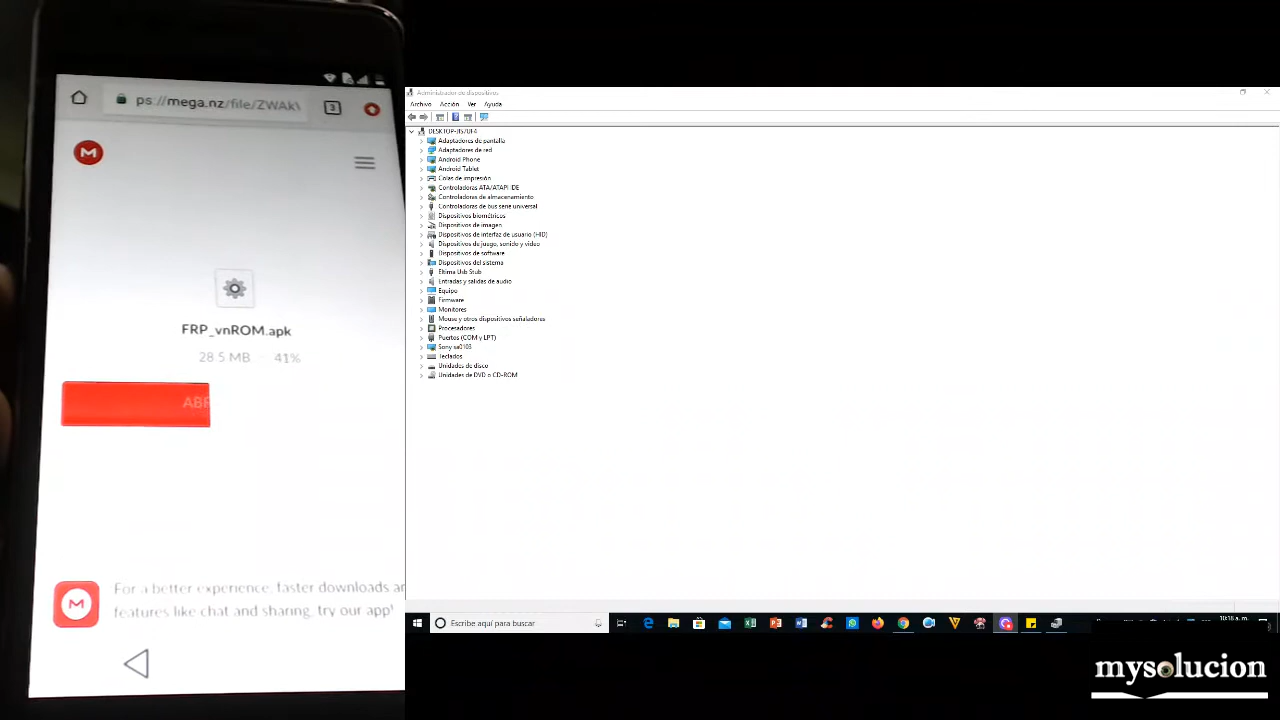 ps://mega.nz/file/ZWAk
3
M
FRP_vnROM.apk
28.5 MB 41%
For a better experience, faster downloads
features like chat and sharing, try our app!
M
Administrador de dispositivos
Archivo Acción Ver Ayuda
Adaptadores de pantalla
Adaptadores de red
Android Phone
Android Tablet
Colas de impresión
Controladoras ATA/ATAPI IDE
Controladoras de almacenamiento
Controladoras de bus serie universal
Dispositivos biométricos
Dispositivos de imagen
Dispositivos de interfaz de usuario (HID)
Dispositivos de juego, sonido y video
Dispositivos de software
Dispositivos del sistema
Eltima Usb Stub
Entradas y salidas de audio
Equipo
Firmware
Monitores
Mouse y otros dispositivos señaladores
Procesadores
Puertos (COM y LPT)
Sony sa0103
Teclados
Unidades de disco
Unidades de DVD o CD-ROM
Escribe aquí para buscar
10:18 a. m.
mysolucion